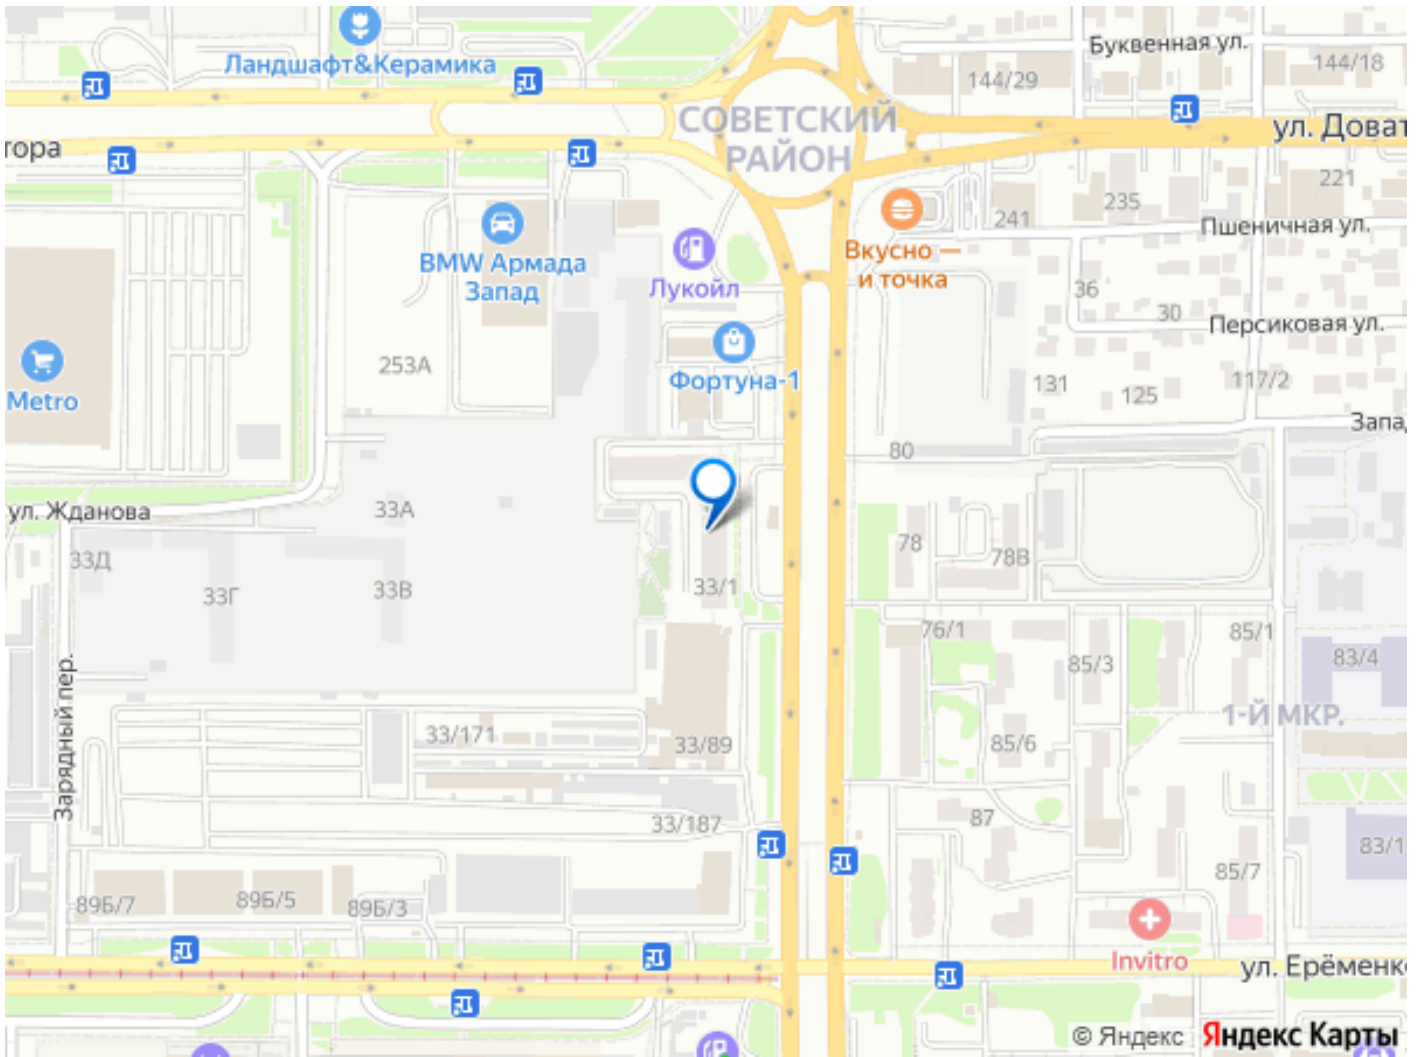 Ландшафт&Керамика
Буквенная ул.
144/29
144/18
СОВЕТСКИЙ
РАЙОН
ул. Доват
тора
221
235
241
Пшеничная ул.
BMW Армада
Запад
Лукойл
Вкусно —
и точка
36
30
Персиковая ул.
253А
Фортуна-1
Metro
131
125
117/2
Запад
80
ул. Жданова
33А
33Д
33Г
33В
33/1
78
78В
76/1
85/3
85/1
83/4
1-Й МКР.
Зарядный пер.
33/171
33/89
85/6
33/187
87
83/1
85/7
89Б/7
89Б/5
89Б/3
Invitro
ул. Ерёменко
© Яндекс
Яндекс Карты